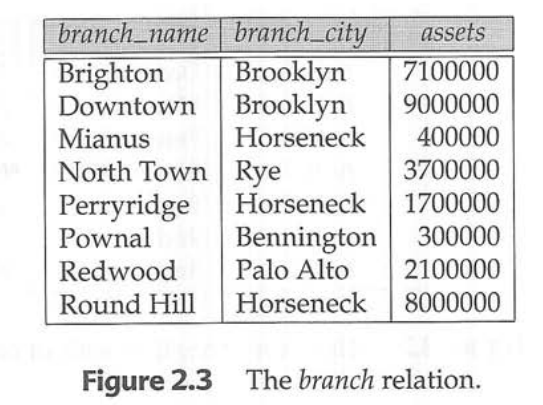 branch_name branch_city assets
Brighton Brooklyn 7100000
Downtown Brooklyn 9000000
Mianus Horseneck 400000
North Town Rye 3700000
Perryridge Horseneck 1700000
Pownal Bennington 300000
Redwood Palo Alto 2100000
Round Hill Horseneck 8000000
Figure 2.3 The branch relation.